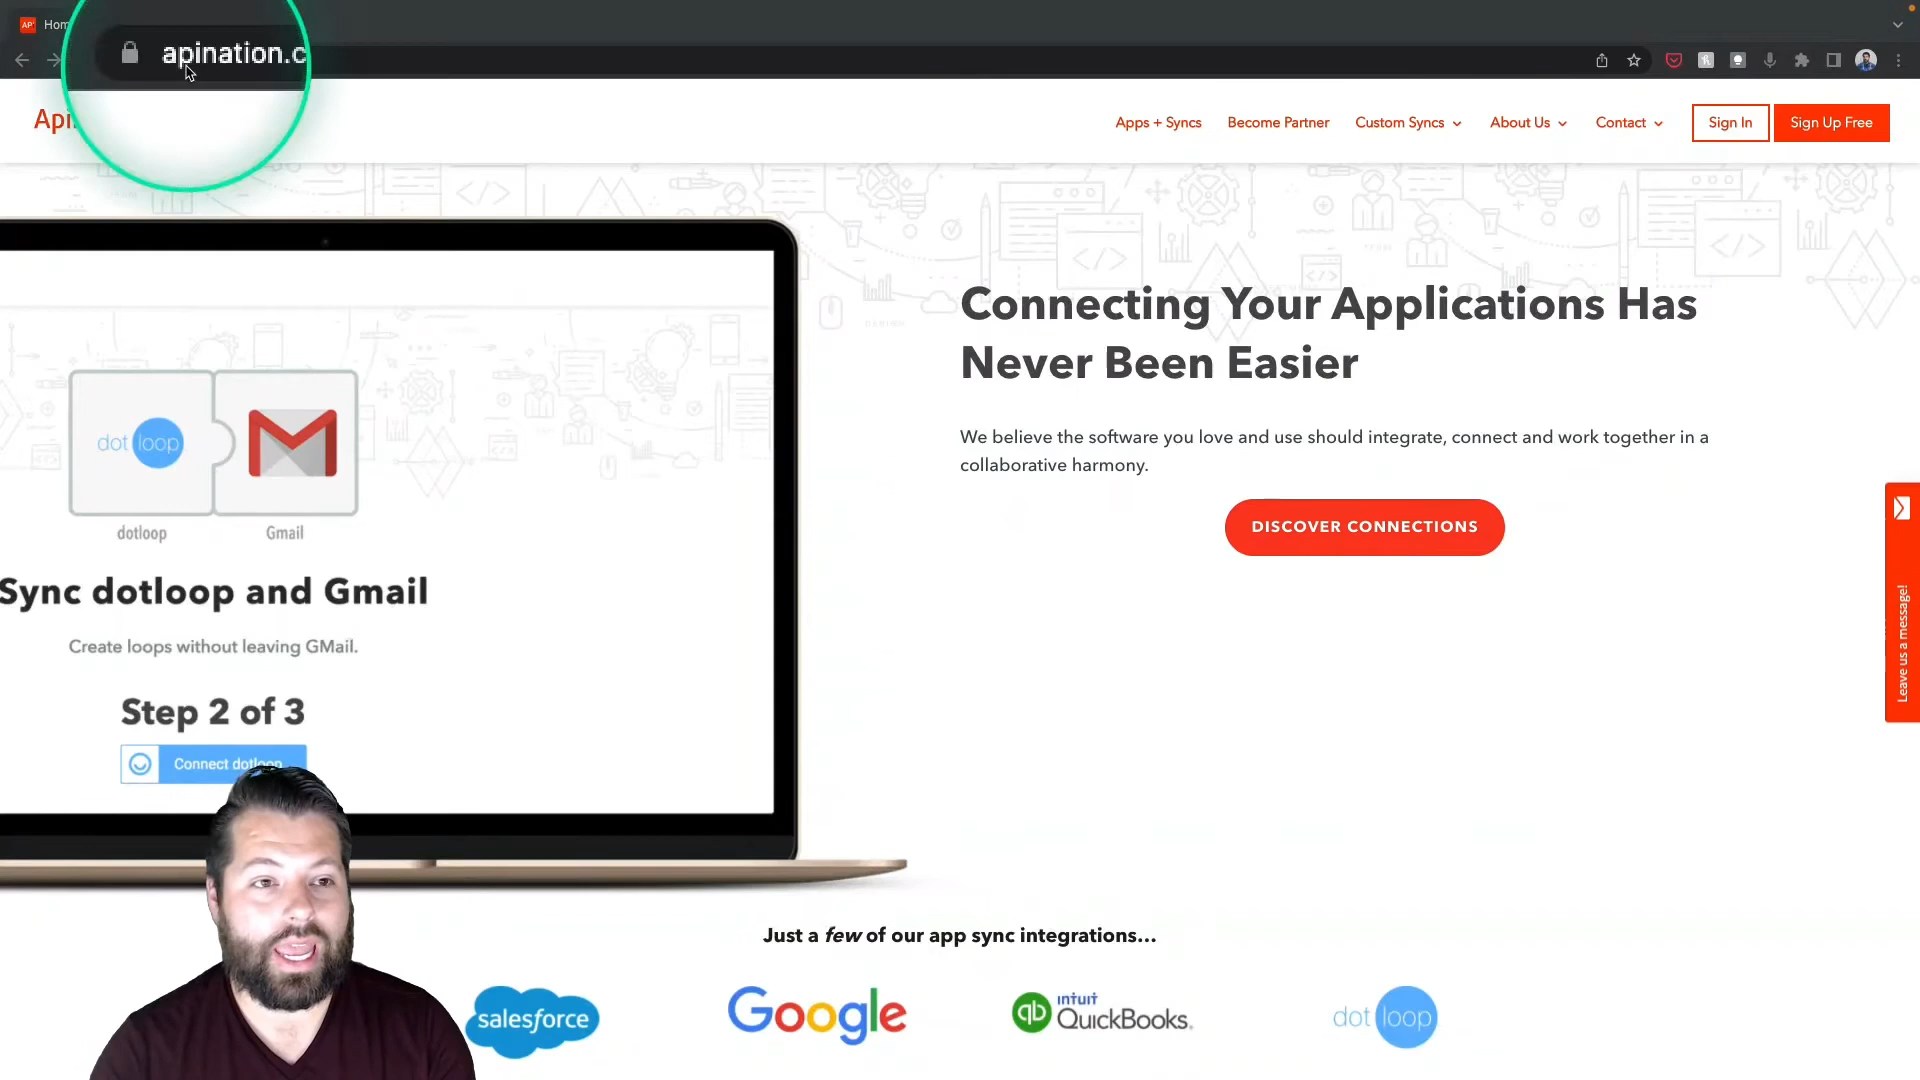 AP'
Hom
apination.c
Api
Apps + Syncs
Become Partner
Custom Syncs
About Us
Contact
Sign In
Sign Up Free
Connecting Your Applications Has
Never Been Easier
We believe the software you love and use should integrate, connect and work together in a
collaborative harmony.
DISCOVER CONNECTIONS
dot loop
dotloop
Gmail
Sync dotloop and Gmail
Create loops without leaving GMail.
Step 2 of 3
Connect dotloop
Leave us a message!
Just a few of our app sync integrations...
salesforce
Google
qb
intuit
QuickBooks.
dot loop